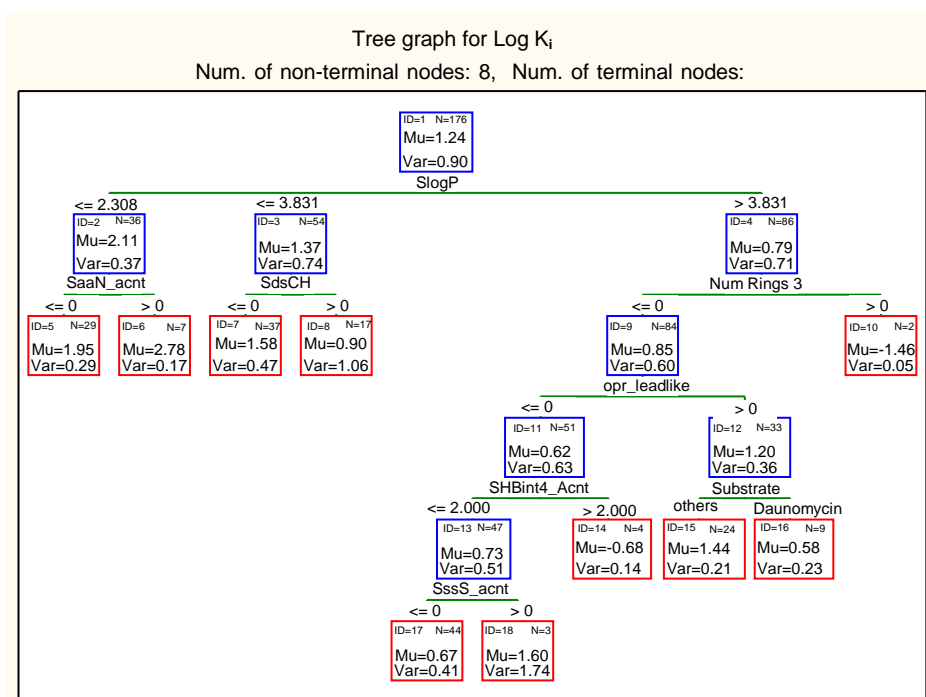 Tree graph for Log Ki
Num. of non-terminal nodes: 8, Num. of terminal nodes:
ID=1 N=176
Mu=1.24
Var=0.90
SlogP
<= 2.308 <= 3.831 > 3.831
ID=2 N=36 ID=3 N=54 ID=4 N=86
Mu=2.11 Mu=1.37 Mu=0.79
Var=0.37 Var=0.74 Var=0.71
SaaN_acnt SdsCH Num Rings 3
<= 0 > 0 <= 0 > 0 <= 0 > 0
ID=5 N=29 ID=6 N=7 ID=7 N=37 ID=8 N=17 ID=9 N=84 ID=10 N=2
Mu=1.95 Mu=2.78 Mu=1.58 Mu=0.90 Mu=0.85 Mu=-1.46
Var=0.29 Var=0.17 Var=0.47 Var=1.06 Var=0.60 Var=0.05
opr_leadlike
<= 0 > 0
ID=11 N=51 ID=12 N=33
Mu=0.62 Mu=1.20
Var=0.63 Var=0.36
SHBint4_Acnt Substrate
<= 2.000 > 2.000 others Daunomycin
ID=13 N=47 ID=14 N=4 ID=15 N=24 ID=16 N=9
Mu=0.73 Mu=-0.68 Mu=1.44 Mu=0.58
Var=0.51 Var=0.14 Var=0.21 Var=0.23
SssS_acnt
<= 0 > 0
ID=17 N=44 ID=18 N=3
Mu=0.67 Mu=1.60
Var=0.41 Var=1.74